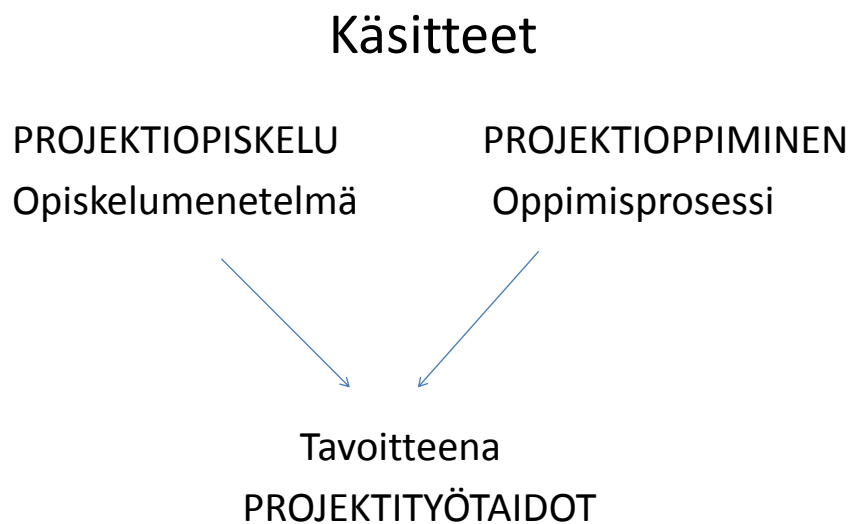 Käsitteet
PROJEKTIOPISKELU
Opiskelumenetelmä
PROJEKTIOPPIMINEN
Oppimisprosessi
Tavoitteena
PROJEKTITYÖTAIDOT